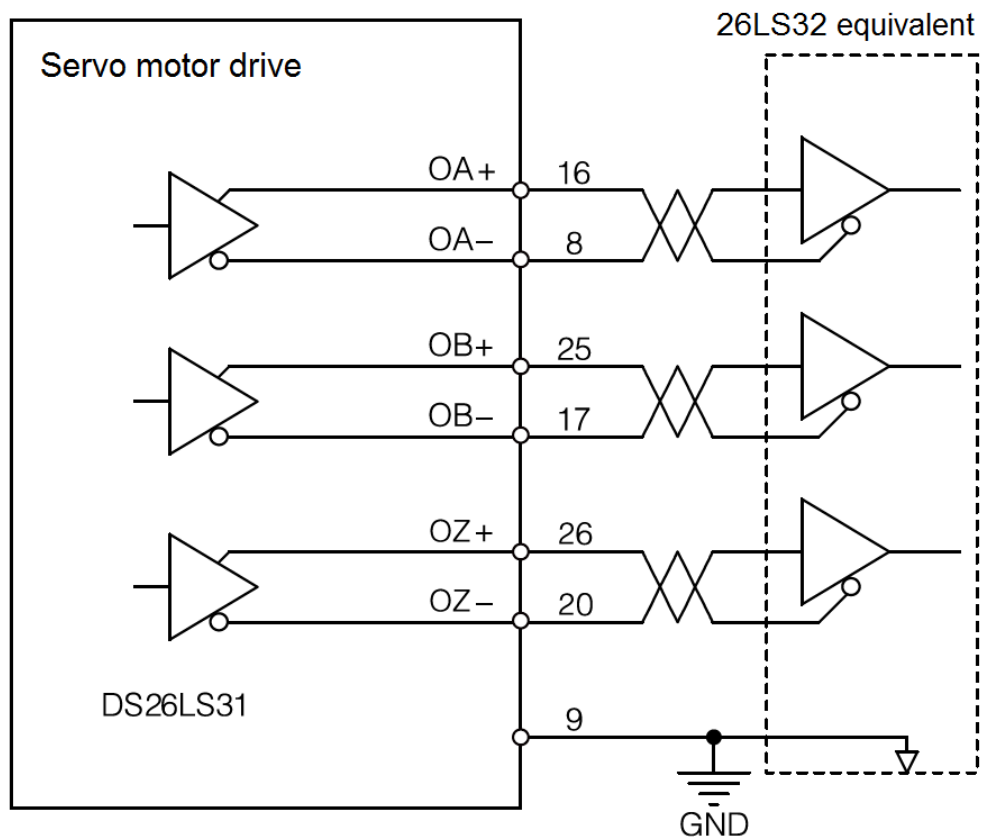 26LS32 equivalent
Servo motor drive
OA+ 16
OA− 8
OB+ 25
OB− 17
OZ+ 26
OZ− 20
DS26LS31
9
GND